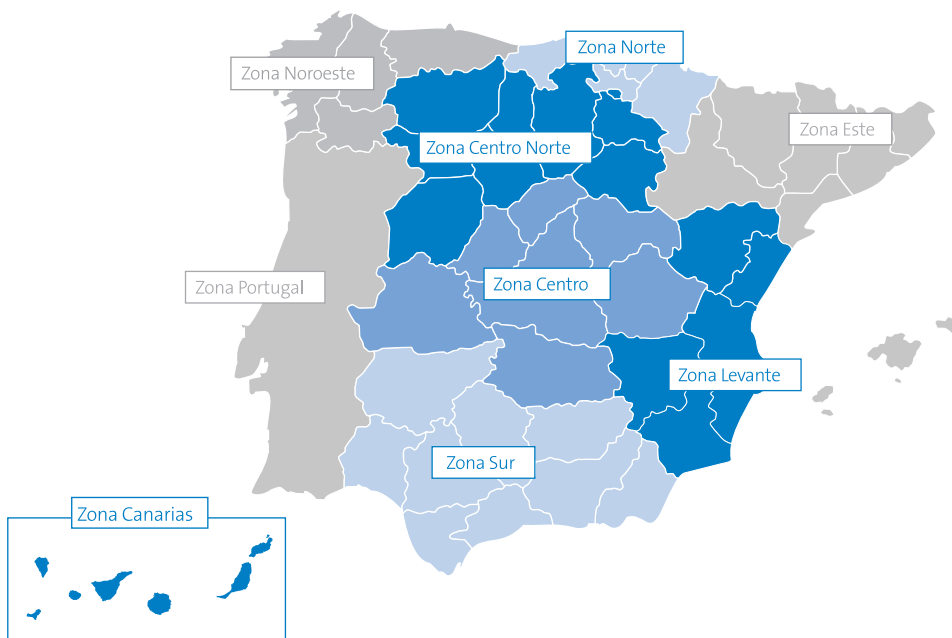 Zona Norte
Zona Noroeste
Zona Este
Zona Centro Norte
Zona Portugal
Zona Centro
Zona Levante
Zona Sur
Zona Canarias